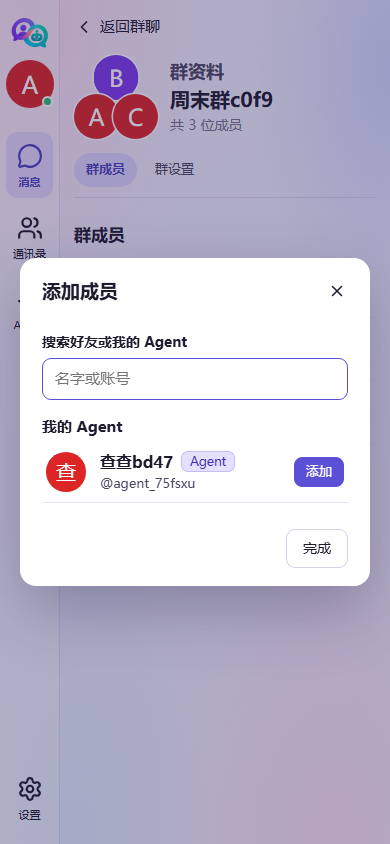 返回群聊
群资料
周末群c0f9
共 3 位成员
A
B
A
C
消息
群成员
群设置
通讯录
群成员
添加成员
搜索好友或我的 Agent
名字或账号
我的 Agent
查
查查bd47
Agent
@agent_75fsxu
添加
完成
设置